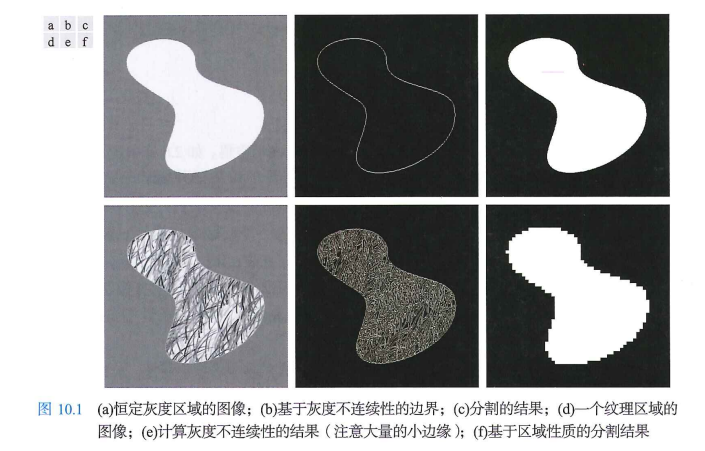 a b c
d e f
图 10.1 (a)恒定灰度区域的图像；(b)基于灰度不连续性的边界；(c)分割的结果；(d)一个纹理区域的
图像；(e)计算灰度不连续性的结果（注意大量的小边缘）；(f)基于区域性质的分割结果